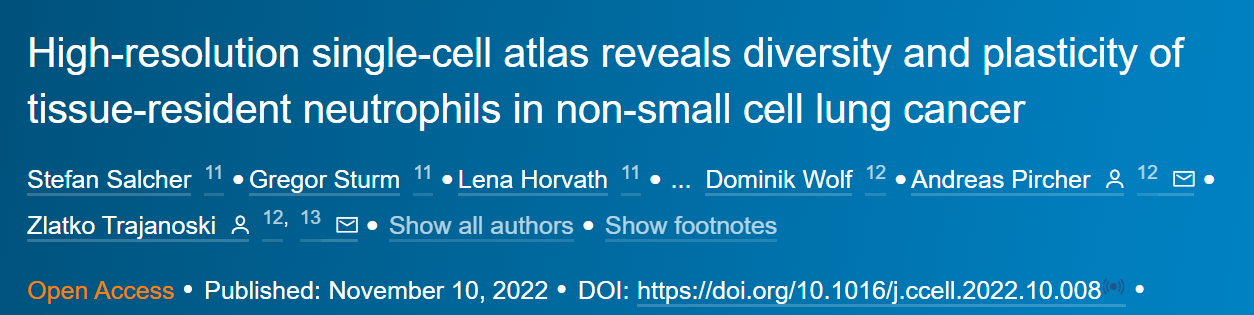 High-resolution single-cell atlas reveals diversity and plasticity of
tissue-resident neutrophils in non-small cell lung cancer
Stefan Salcher 11 • Gregor Sturm 11 • Lena Horvath 11 • ... Dominik Wolf 12 • Andreas Pircher 12 •
Zlatko Trajanoski 12, 13 • Show all authors • Show footnotes
Open Access • Published: November 10, 2022 • DOI: https://doi.org/10.1016/j.ccell.2022.10.008 •